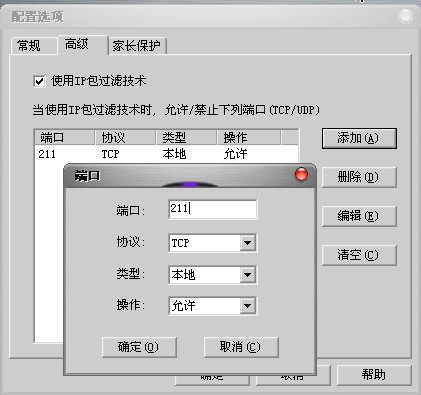 配置选项
常规 高级 家长保护
使用IP包过滤技术
当使用IP包过滤技术时, 允许/禁止下列端口(TCP/UDP)
端口 协议 类型 操作
211 TCP 本地 允许
添加(A)
删除(D)
编辑(E)
清空(C)
端口
端口: 211
协议: TCP
类型: 本地
操作: 允许
确定(O) 取消(C)
确定 取消 帮助